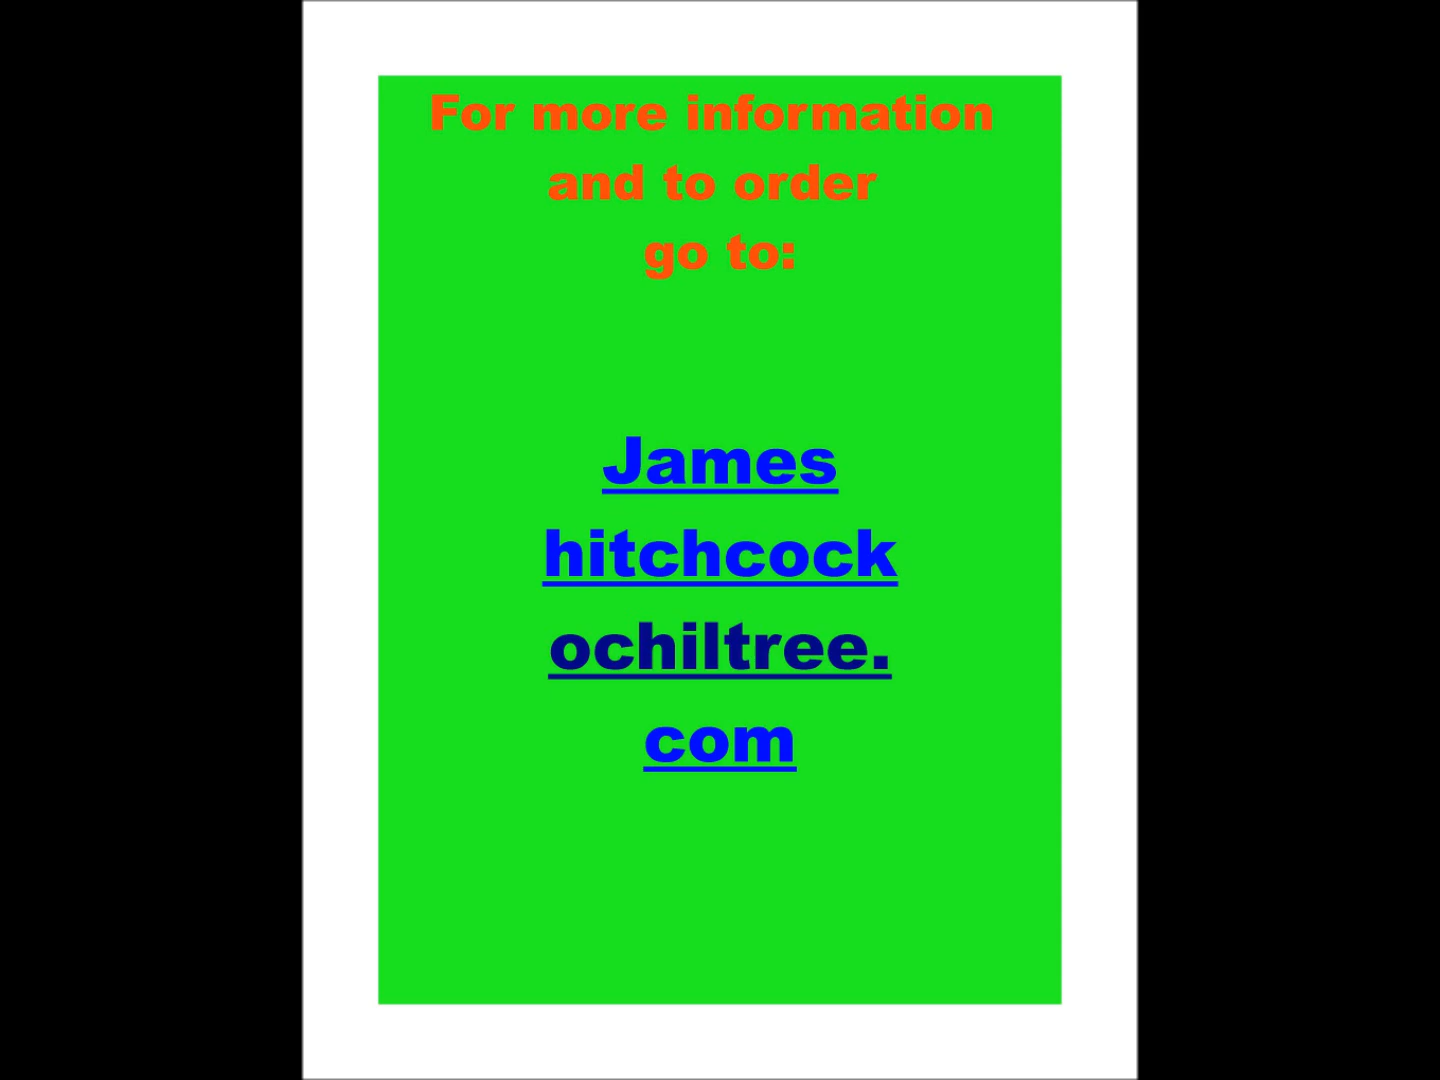 For more information
and to order
go to:
James
hitchcock
ochiltree.
com